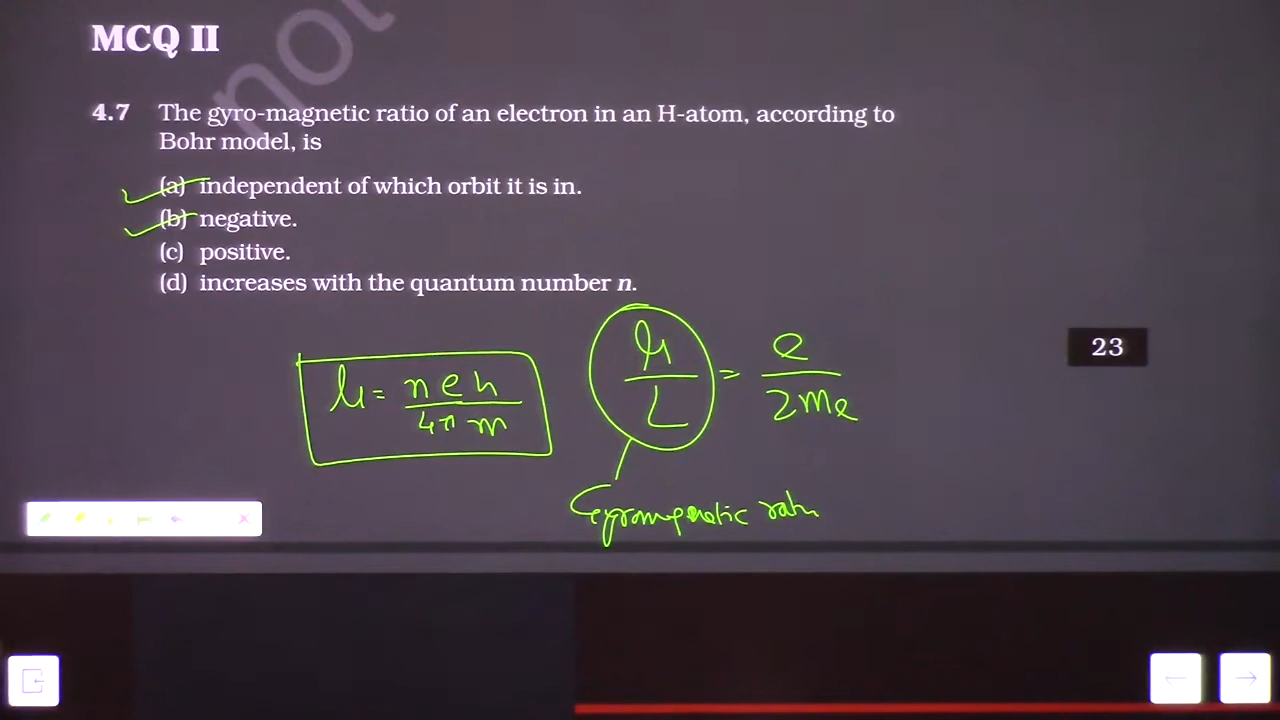 not
MCQ II
4.7 The gyro-magnetic ratio of an electron in an H-atom, according to
Bohr model, is
(a) independent of which orbit it is in.
(b) negative.
(c) positive.
(d) increases with the quantum number n.
23
μ = neh / 4π m
μ / L = e / 2me
Gyromagnetic ratio